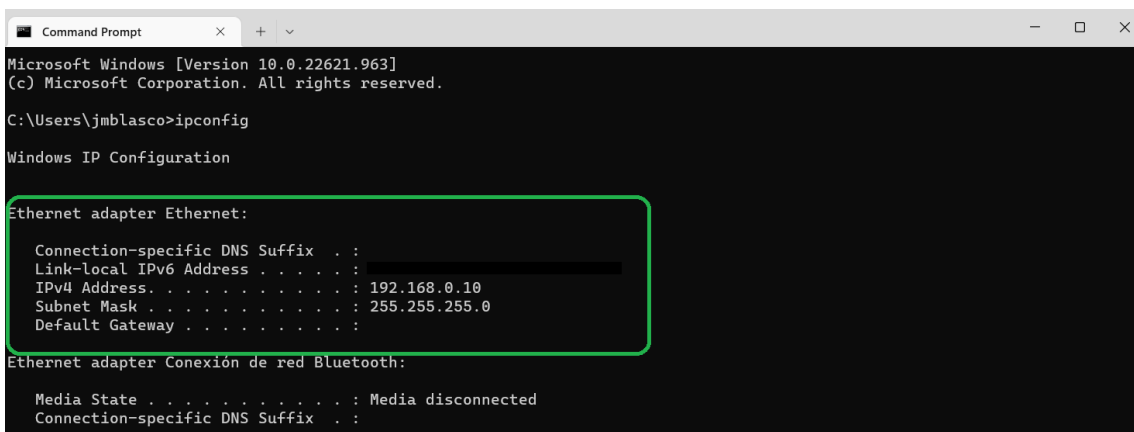 Command Prompt
Microsoft Windows [Version 10.0.22621.963]
(c) Microsoft Corporation. All rights reserved.
C:\Users\jmblasco>ipconfig
Windows IP Configuration
Ethernet adapter Ethernet:
Connection-specific DNS Suffix . :
Link-local IPv6 Address . . . . . :
IPv4 Address. . . . . . . . . . . : 192.168.0.10
Subnet Mask . . . . . . . . . . . : 255.255.255.0
Default Gateway . . . . . . . . . :
Ethernet adapter Conexión de red Bluetooth:
Media State . . . . . . . . . . . : Media disconnected
Connection-specific DNS Suffix . :